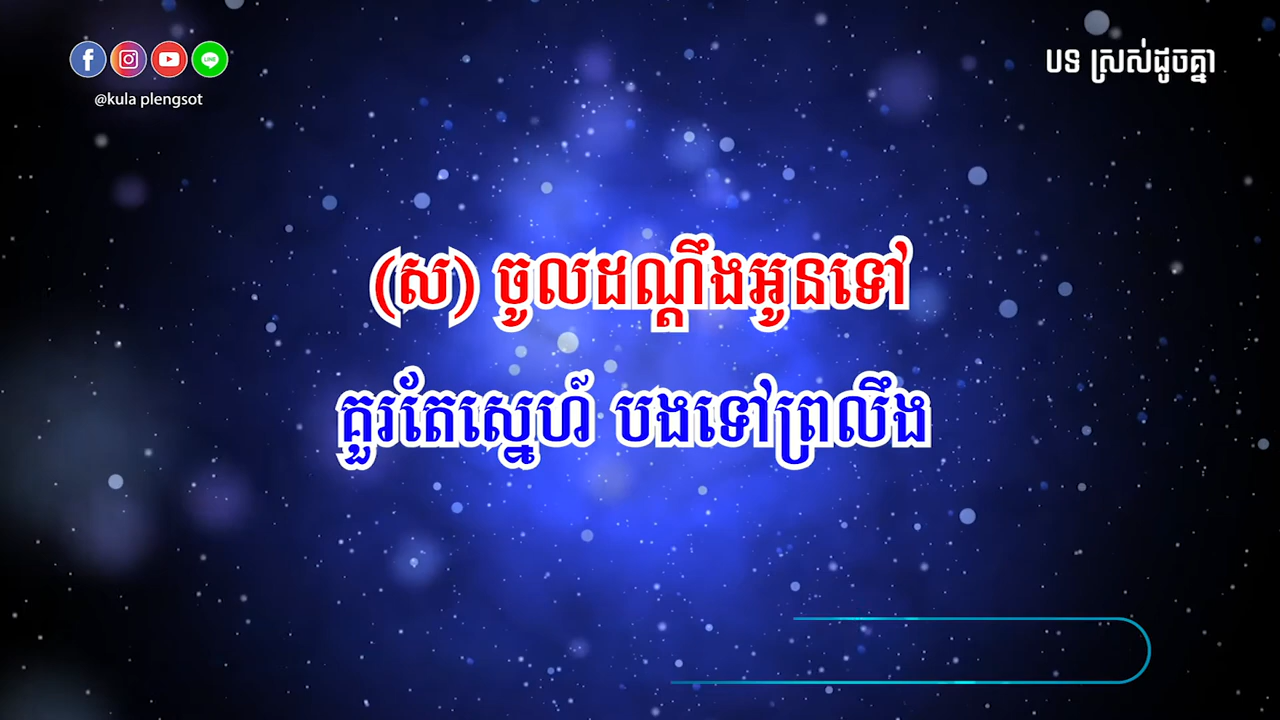 @kula plengsot
បទ ស្រស់ដូចគ្នា
(ស) ចូលដណ្ដឹងអូនទៅ
គួរតែស្នេហ៍ បងទៅព្រលឹង